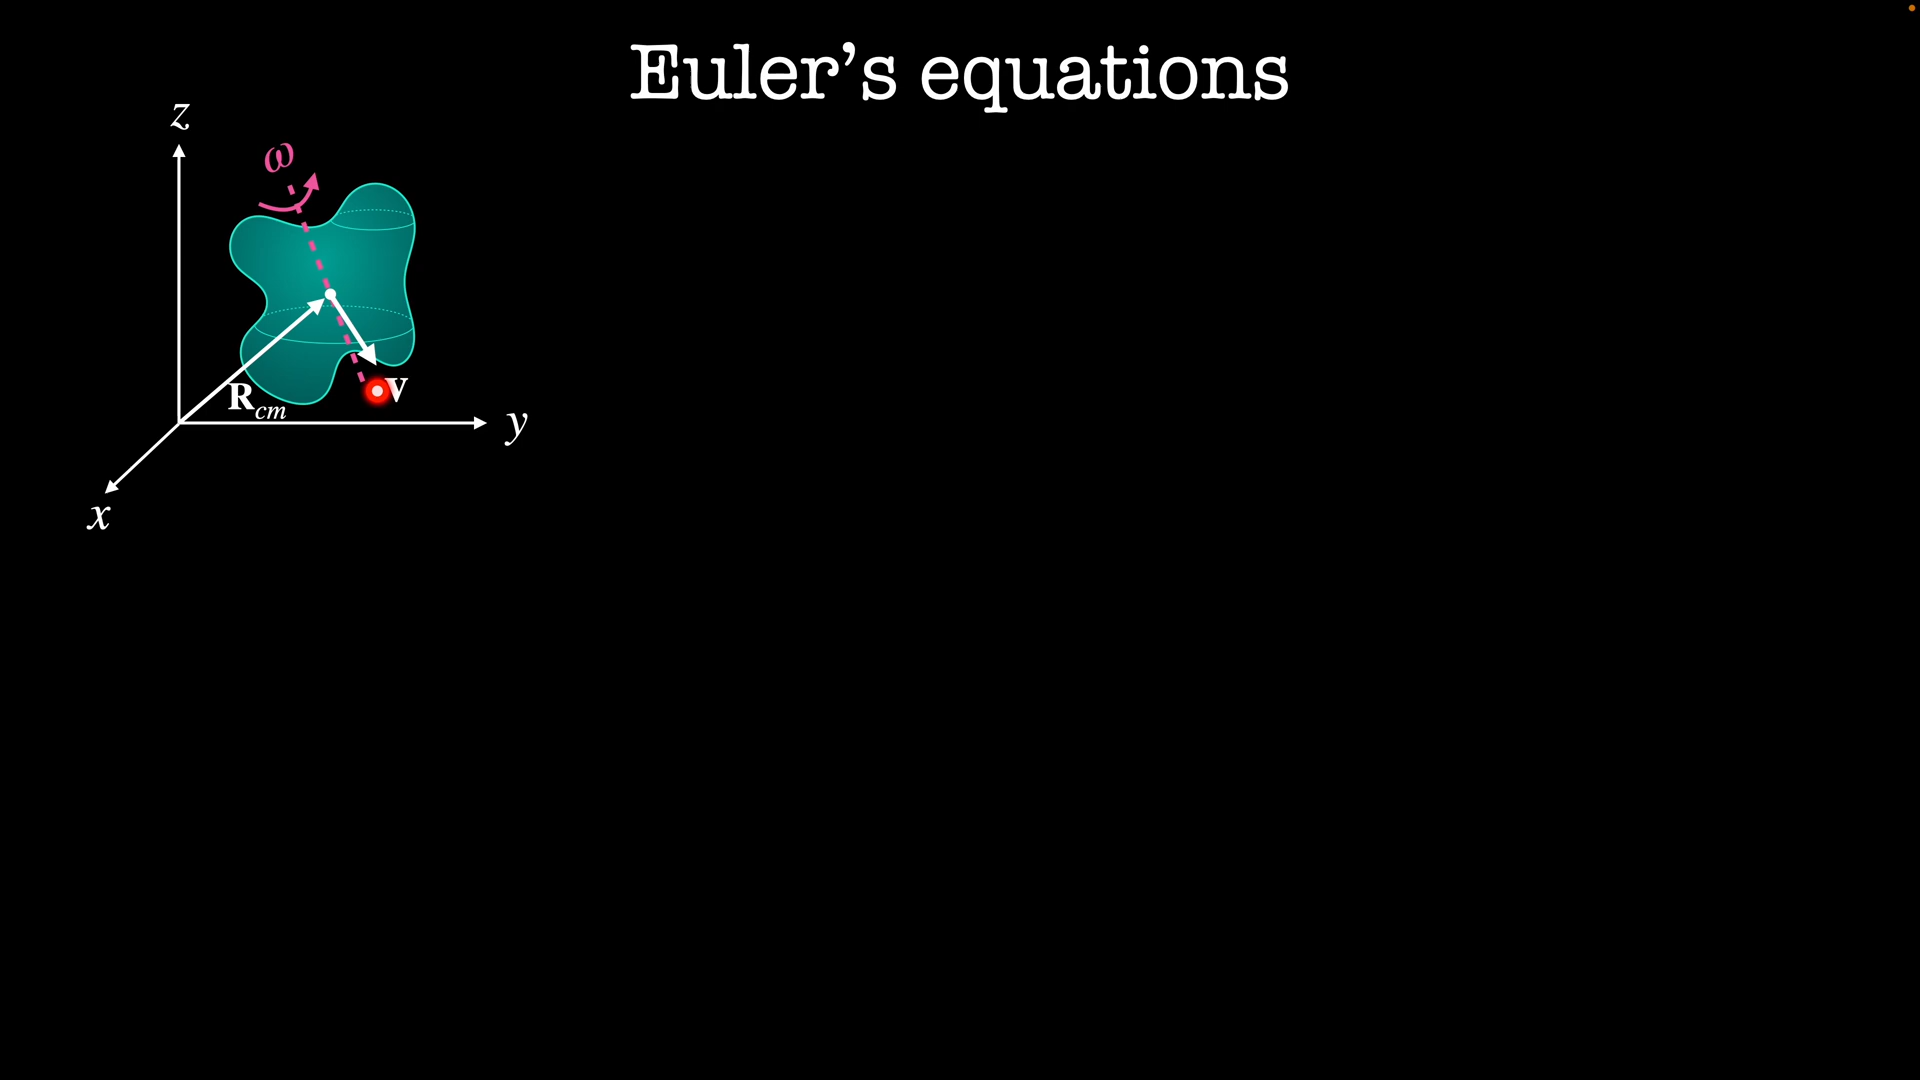 Euler’s equations
z
ω
R_cm
v
y
x